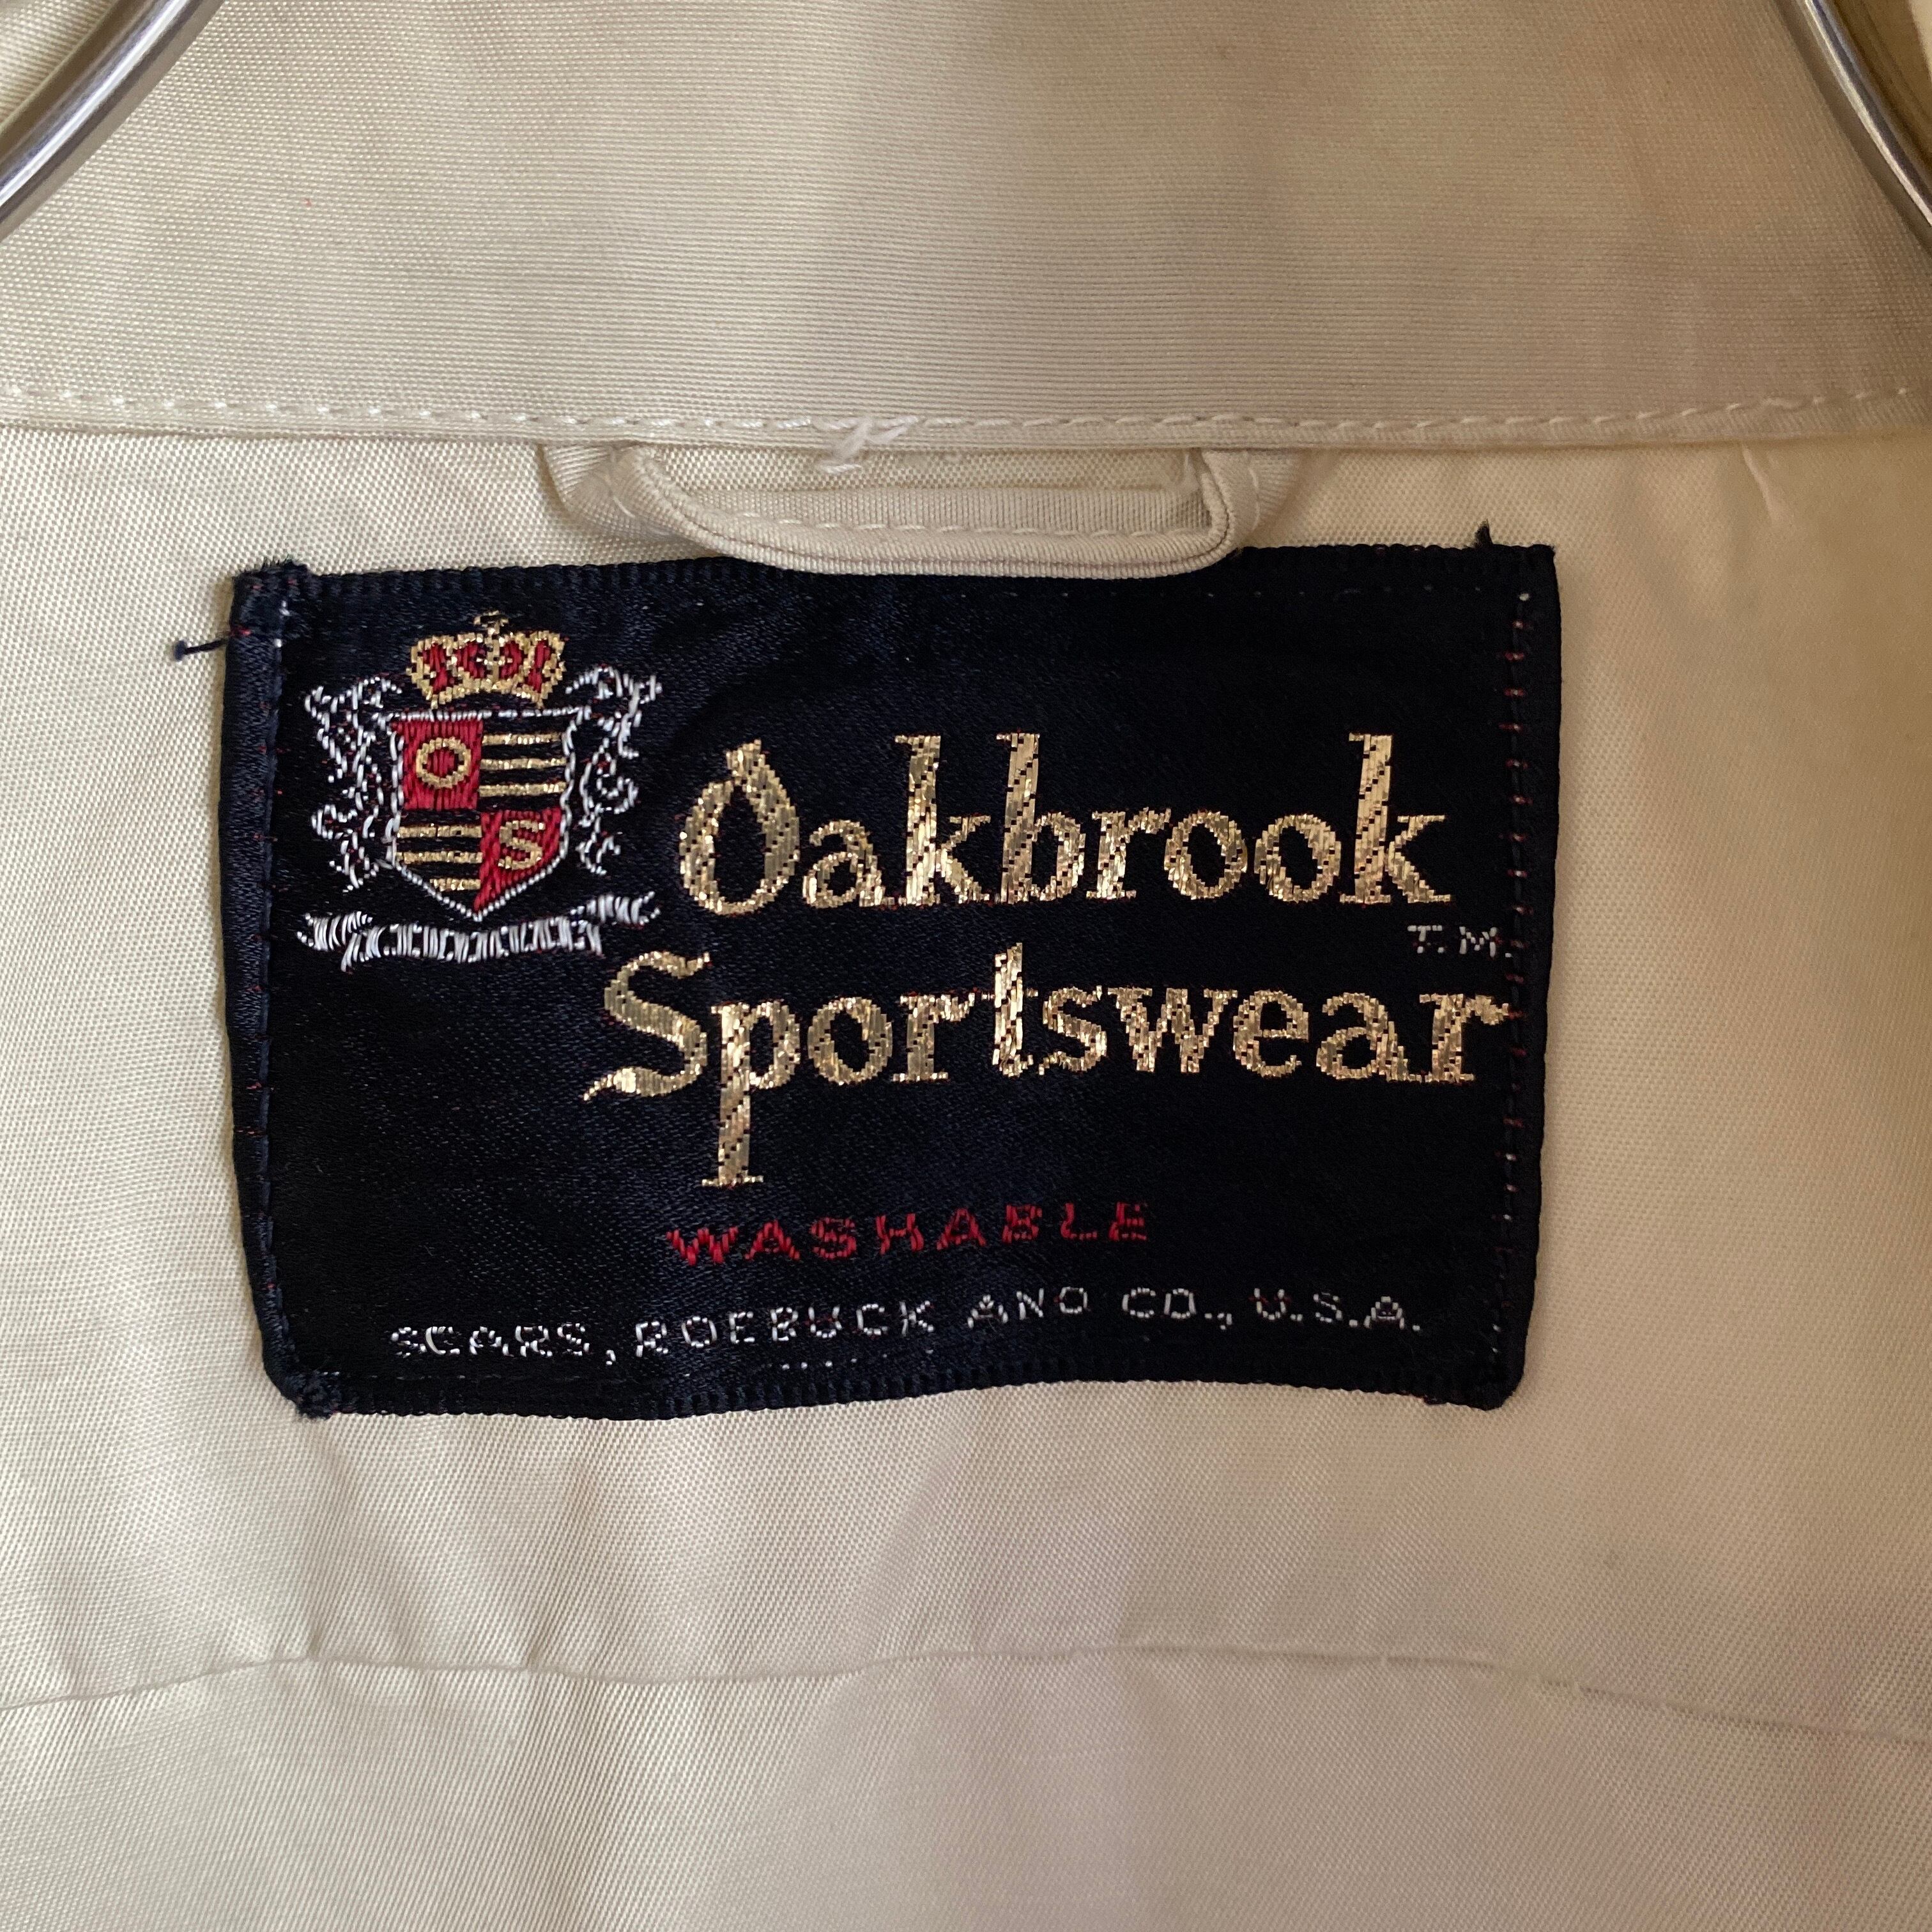 O
S
Oakbrook
T.M.
Sportswear
WASHABLE
SEARS, ROEBUCK AND CO., U.S.A.